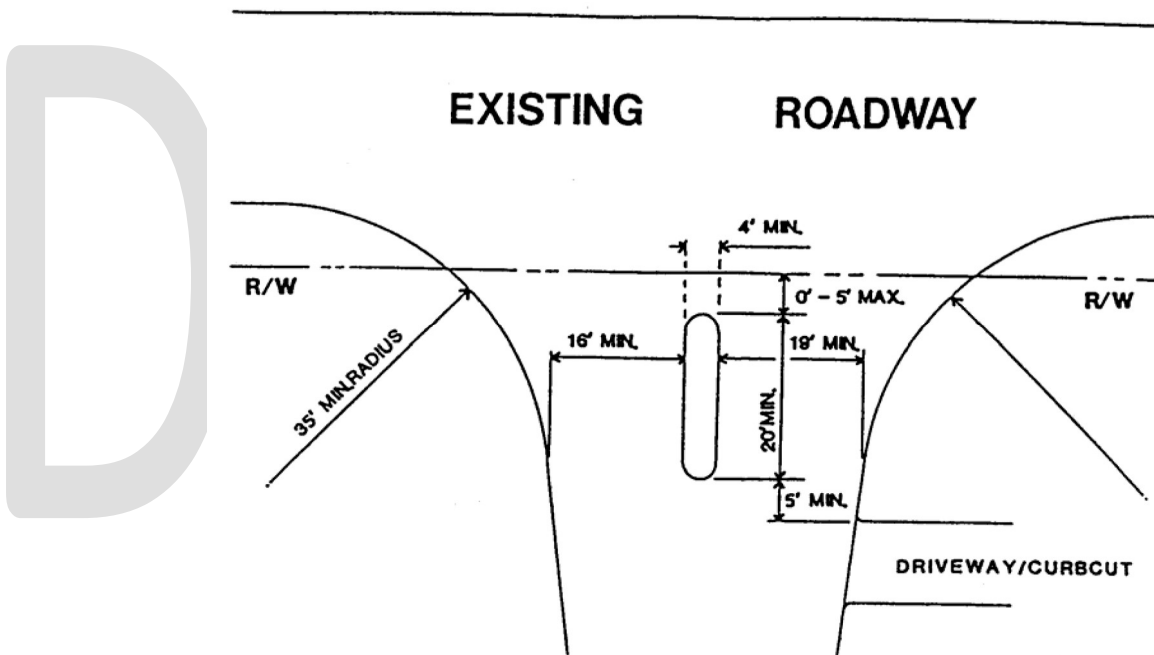 D
EXISTING ROADWAY
4' MIN.
R/W
0' – 5' MAX.
R/W
16' MIN.
19' MIN.
35' MIN.RADIUS
20'MIN.
5' MIN.
DRIVEWAY/CURBCUT